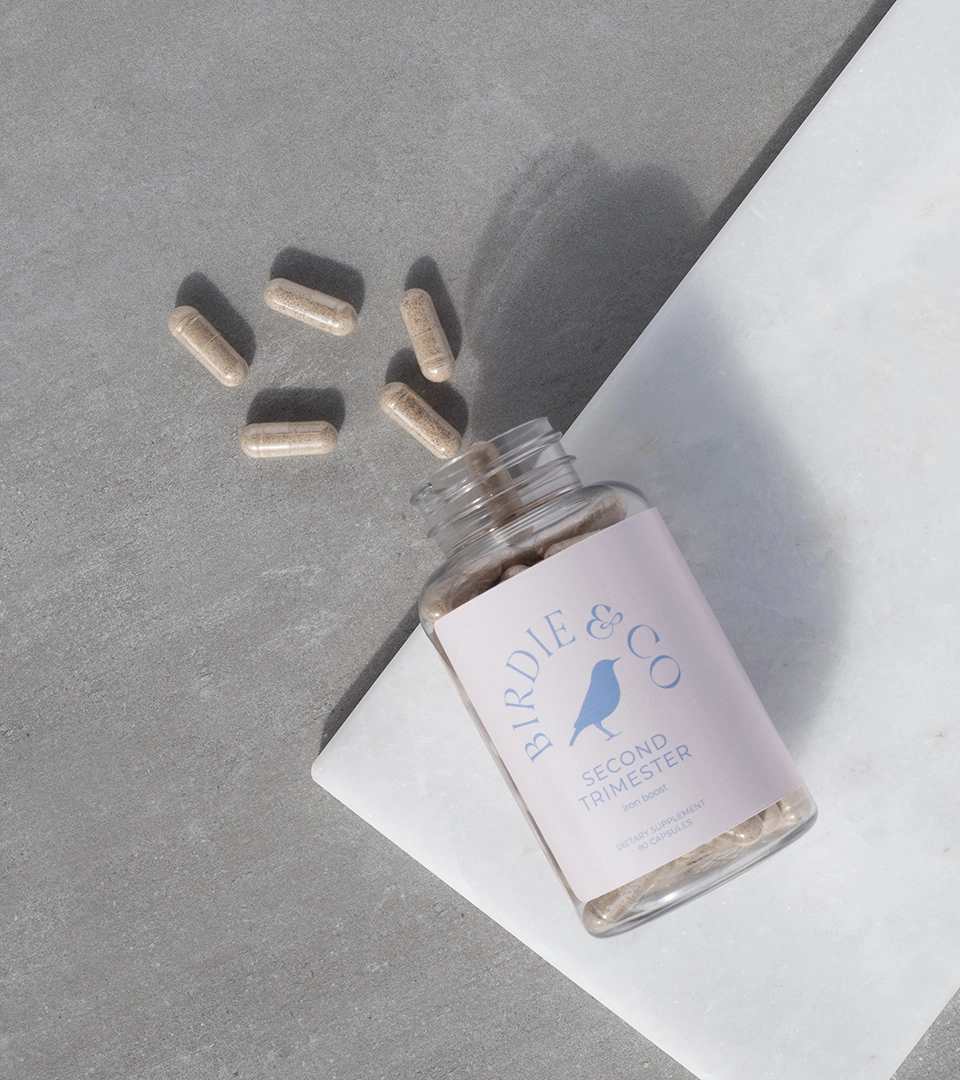 BIRDIE & CO
SECOND
TRIMESTER
iron boost
DIETARY SUPPLEMENT
90 CAPSULES